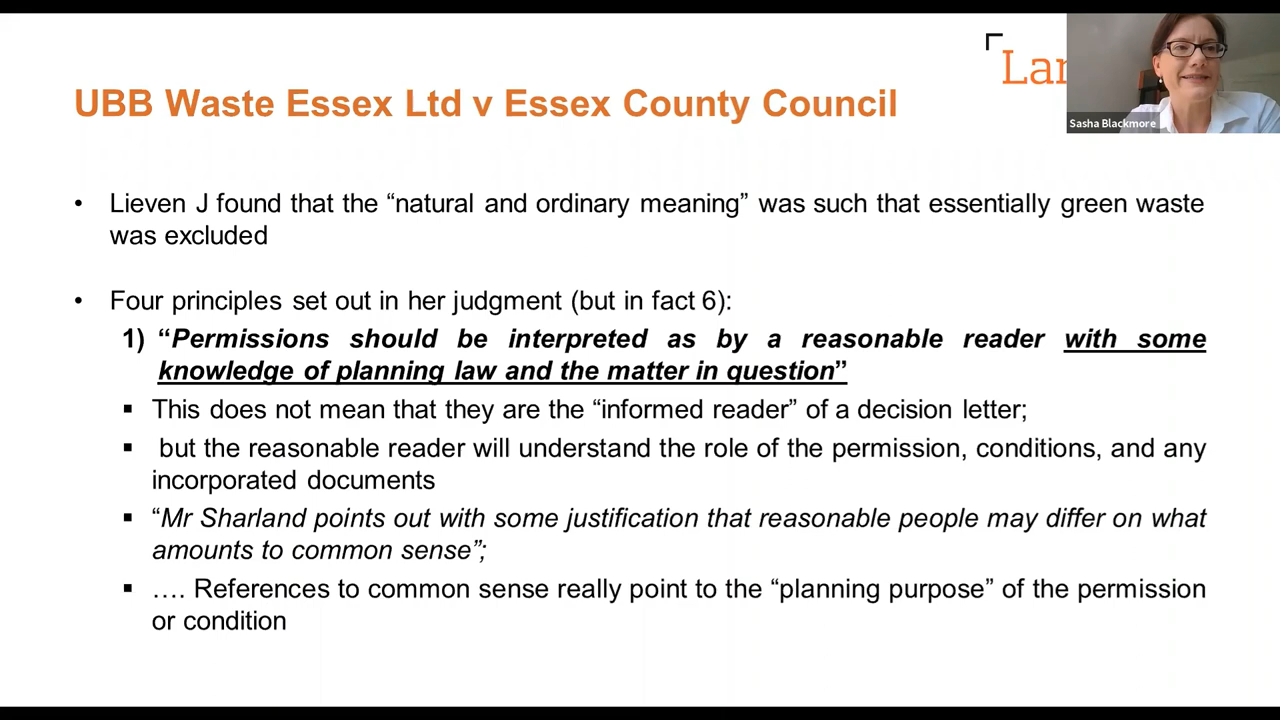 Lan
Sasha Blackmore
UBB Waste Essex Ltd v Essex County Council
• Lieven J found that the “natural and ordinary meaning” was such that essentially green waste
was excluded
• Four principles set out in her judgment (but in fact 6):
1) “Permissions should be interpreted as by a reasonable reader with some
knowledge of planning law and the matter in question”
▪ This does not mean that they are the “informed reader” of a decision letter;
▪ but the reasonable reader will understand the role of the permission, conditions, and any
incorporated documents
▪ “Mr Sharland points out with some justification that reasonable people may differ on what
amounts to common sense”;
▪ …. References to common sense really point to the “planning purpose” of the permission
or condition